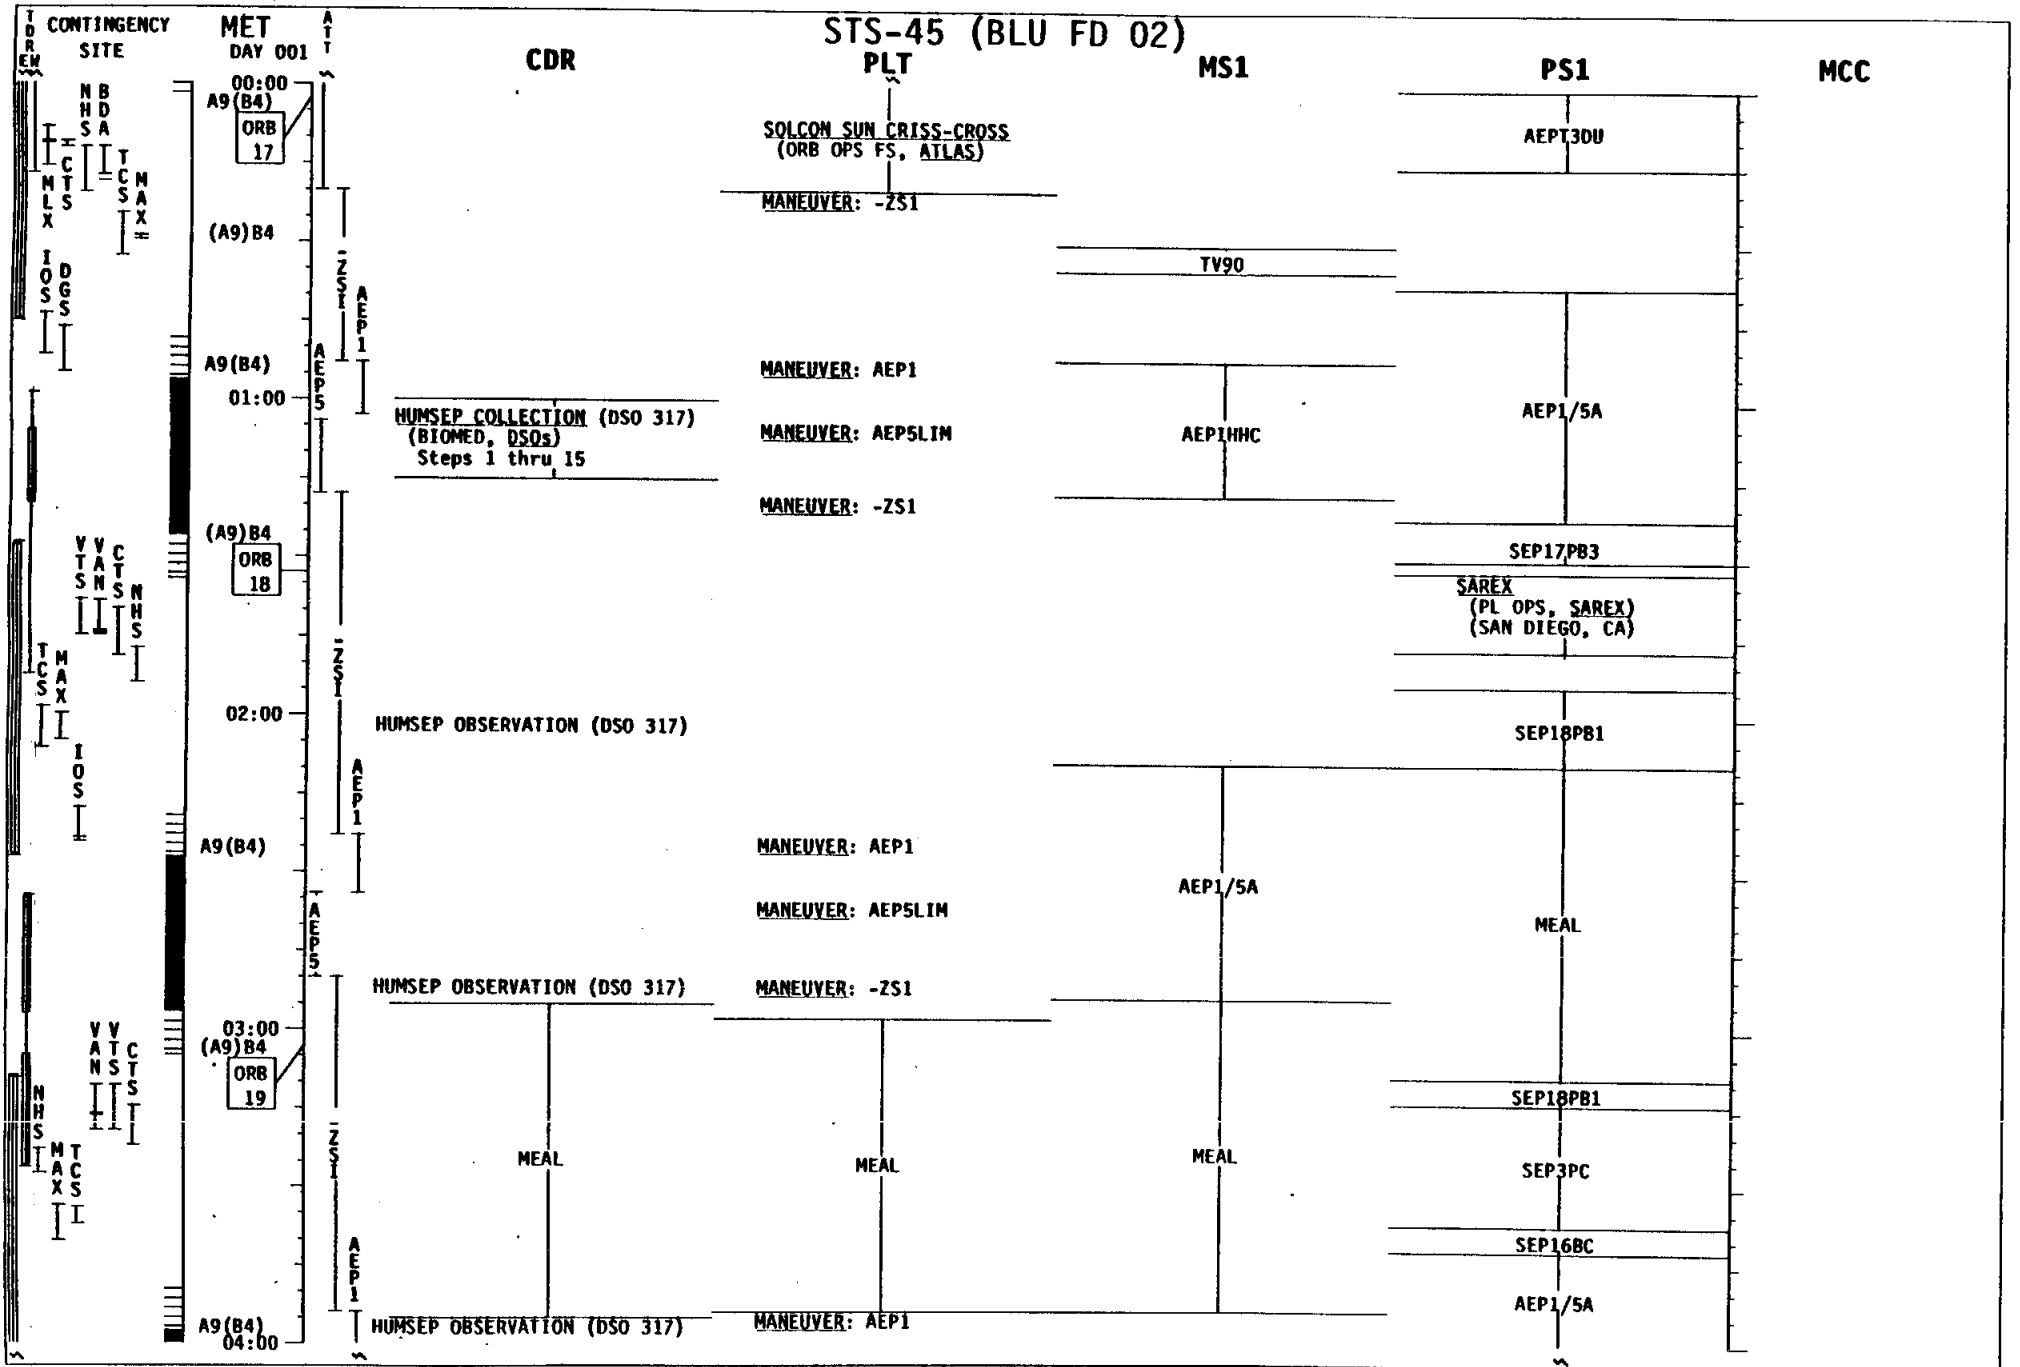 STS-45 (BLU FD 02)
TDR
EW
CONTINGENCY
SITE
MET
DAY 001
ATT
CDR
PLT
MS1
PS1
MCC
00:00
A9(B4)
ORB
17
NHS
BDA
CTS
TCS
MLX
MAX
SOLCON SUN CRISS-CROSS
(ORB OPS FS, ATLAS)
AEPT3DU
MANEUVER: -ZS1
(A9)B4
IOS
DGS
-ZSI
TV90
AEP1
AEP5
A9(B4)
MANEUVER: AEP1
01:00
HUMSEP COLLECTION (DSO 317)
(BIOMED, DSOs)
Steps 1 thru 15
MANEUVER: AEP5LIM
AEP1HHC
AEP1/5A
MANEUVER: -ZS1
(A9)B4
ORB
18
VTS
VAN
CTS
NHS
SEP17PB3
SAREX
(PL OPS, SAREX)
(SAN DIEGO, CA)
TCS
MAX
-ZSI
02:00
HUMSEP OBSERVATION (DSO 317)
SEP18PB1
IOS
AEP1
A9(B4)
MANEUVER: AEP1
AEP1/5A
AEP5
MANEUVER: AEP5LIM
MEAL
HUMSEP OBSERVATION (DSO 317)
MANEUVER: -ZS1
03:00
(A9)B4
ORB
19
VAN
VTS
CTS
NHS
SEP18PB1
MAX
TCS
-ZSI
MEAL
MEAL
MEAL
SEP3PC
SEP16BC
AEP1
AEP1/5A
A9(B4)
HUMSEP OBSERVATION (DSO 317)
MANEUVER: AEP1
04:00